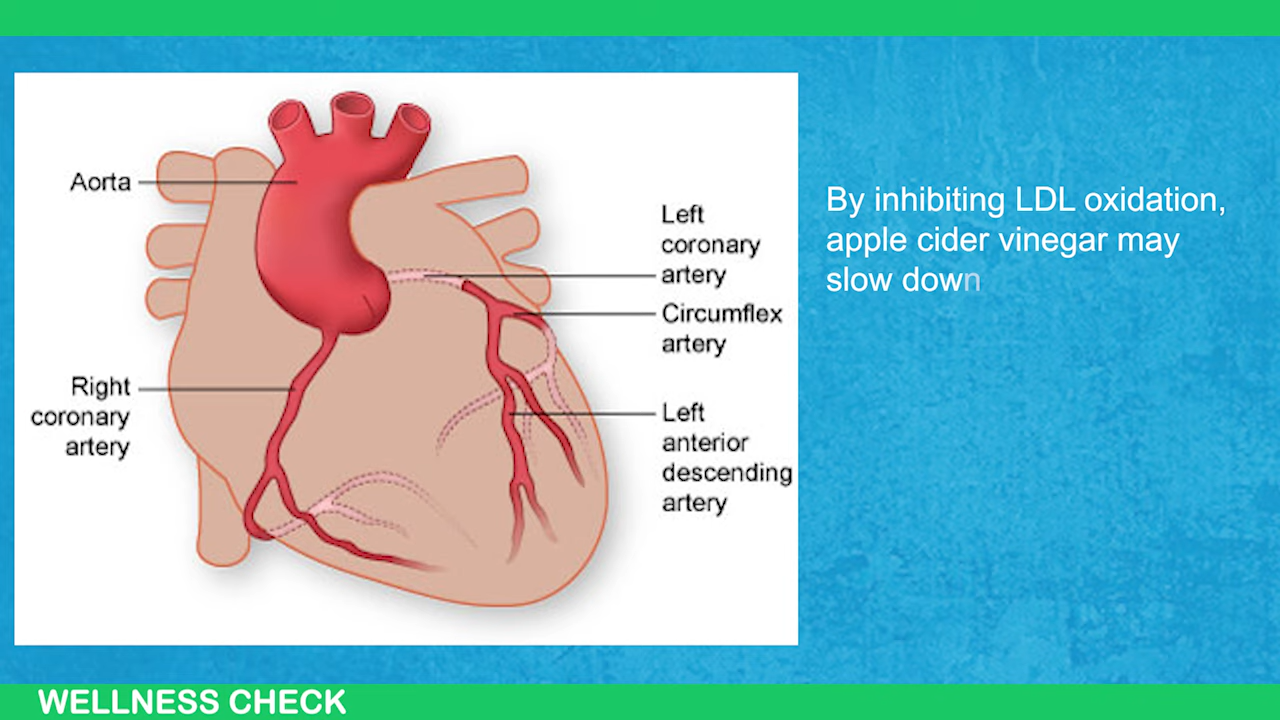 Aorta
Left
coronary
artery
Circumflex
artery
Right
coronary
artery
Left
anterior
descending
artery
By inhibiting LDL oxidation,
apple cider vinegar may
slow down
WELLNESS CHECK